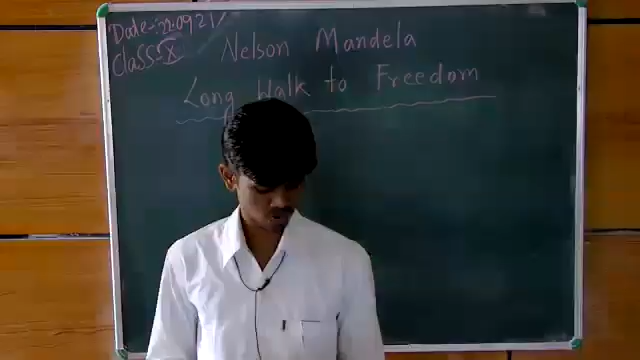 Date-:22.09.21
Class-:X
Nelson Mandela
Long Walk to Freedom